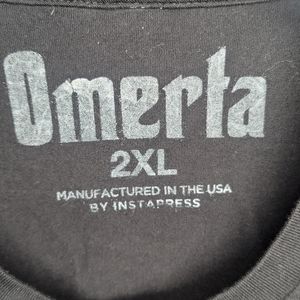 Omerta
2XL
MANUFACTURED IN THE USA
BY INSTAPRESS